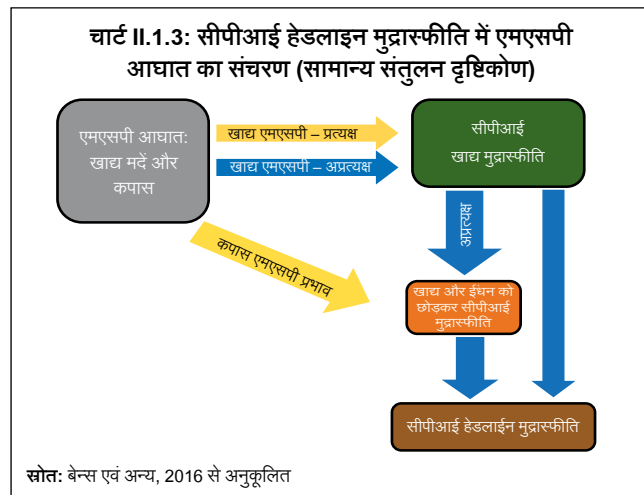 चार्ट II.1.3: सीपीआई हेडलाइन मुद्रास्फीति में एमएसपी
आघात का संचरण (सामान्य संतुलन दृष्टिकोण)
एमएसपी आघात:
खाद्य मदें और
कपास
खाद्य एमएसपी – प्रत्यक्ष
खाद्य एमएसपी – अप्रत्यक्ष
सीपीआई
खाद्य मुद्रास्फीति
कपास एमएसपी प्रभाव
अप्रत्यक्ष
खाद्य और ईंधन को
छोड़कर सीपीआई
मुद्रास्फीति
सीपीआई हेडलाईन मुद्रास्फीति
स्रोत: बेन्स एवं अन्य, 2016 से अनुकूलित